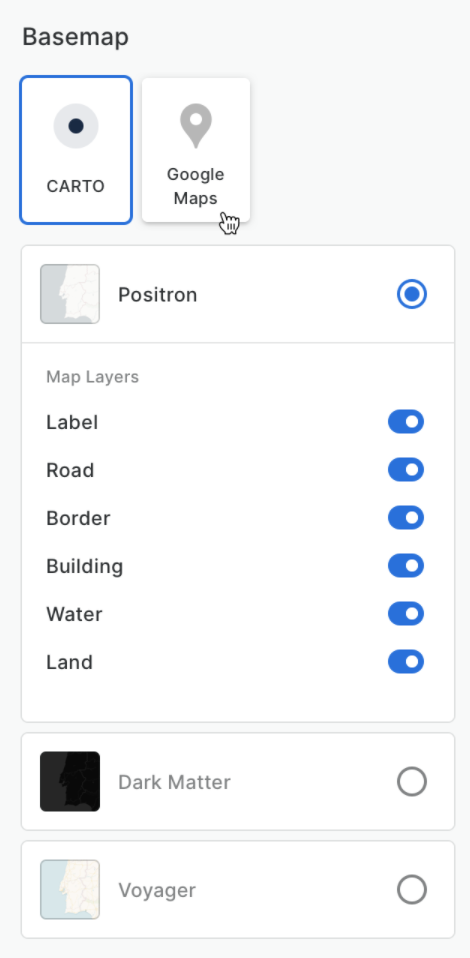 Basemap
CARTO
Google
Maps
Positron
Map Layers
Label
Road
Border
Building
Water
Land
Dark Matter
Voyager